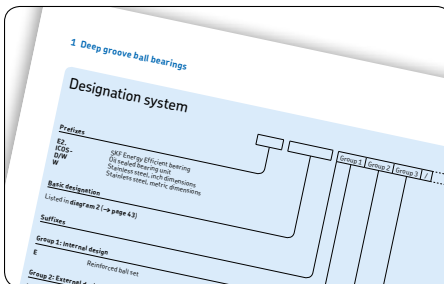 1 Deep groove ball bearings
Designation system
Prefixes
E2. SKF Energy Efficient bearing
ICOS- Oil sealed bearing unit
D/W Stainless steel, inch dimensions
W Stainless steel, metric dimensions
Group 1 Group 2 Group 3 /
Basic designation
Listed in diagram 2 (→ page 43)
Suffixes
Group 1: Internal design
E Reinforced ball set
Group 2: External